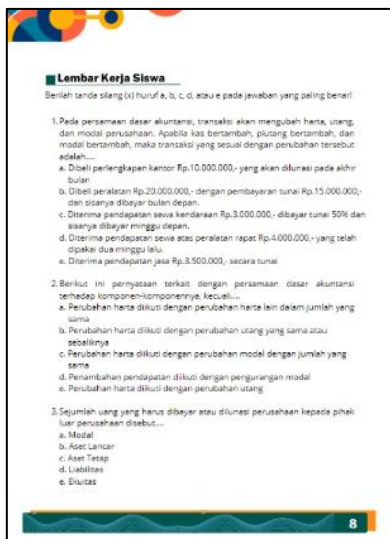 Lembar Kerja Siswa
Berilah tanda silang (x) huruf a, b, c, d, atau e pada jawaban yang paling benar!
1. Pada persamaan dasar akuntansi, transaksi akan mengubah harta, utang,
dan modal perusahaan. Apabila kas bertambah, piutang bertambah, dan
modal bertambah, maka transaksi yang sesuai dengan perubahan tersebut
adalah....
a. Dibeli perlengkapan kantor Rp.10.000.000,- yang akan dilunasi pada akhir
bulan
b. Dibeli peralatan Rp.20.000.000,- dengan pembayaran tunai Rp.15.000.000,-
dan sisanya dibayar bulan depan.
c. Diterima pendapatan sewa kendaraan Rp.3.000.000,- dibayar tunai 50% dan
sisanya dibayar minggu depan.
d. Diterima pendapatan sewa atas peralatan rapat Rp.4.000.000,- yang telah
dipakai dua minggu lalu.
e. Diterima pendapatan jasa Rp.3.500.000,- secara tunai
2. Berikut ini pernyataan terkait dengan persamaan dasar akuntansi
terhadap komponen-komponennya, kecuali....
a. Perubahan harta diikuti dengan perubahan harta lain dalam jumlah yang
sama
b. Perubahan harta diikuti dengan perubahan utang yang sama atau
sebaliknya
c. Perubahan harta diikuti dengan perubahan modal dengan jumlah yang
sama
d. Penambahan pendapatan diikuti dengan pengurangan modal
e. Perubahan harta diikuti dengan perubahan utang
3. Sejumlah uang yang harus dibayar atau dilunasi perusahaan kepada pihak
luar perusahaan disebut....
a. Modal
b. Aset Lancar
c. Aset Tetap
d. Liabilitas
e. Ekuitas
8